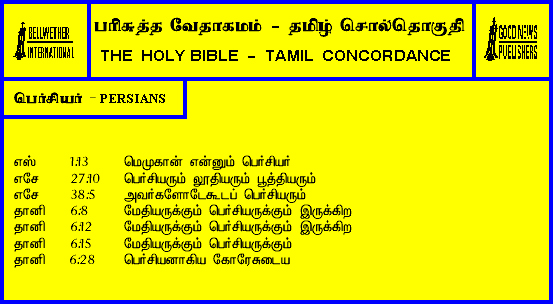 BELLWETHER INTERNATIONAL
பரிசுத்த வேதாகமம் - தமிழ் சொல்தொகுதி
THE HOLY BIBLE - TAMIL CONCORDANCE
GOOD NEWS PUBLISHERS
பெர்சியர் - PERSIANS
எஸ் 1:13 மெமுகான் என்னும் பெர்சியர்
எசே 27:10 பெர்சியரும் லூதியரும் பூத்தியரும்
எசே 38:5 அவர்களோடேகூடப் பெர்சியரும்
தானி 6:8 மேதியருக்கும் பெர்சியருக்கும் இருக்கிற
தானி 6:12 மேதியருக்கும் பெர்சியருக்கும் இருக்கிற
தானி 6:15 மேதியருக்கும் பெர்சியருக்கும்
தானி 6:28 பெர்சியனாகிய கோரேசுடைய